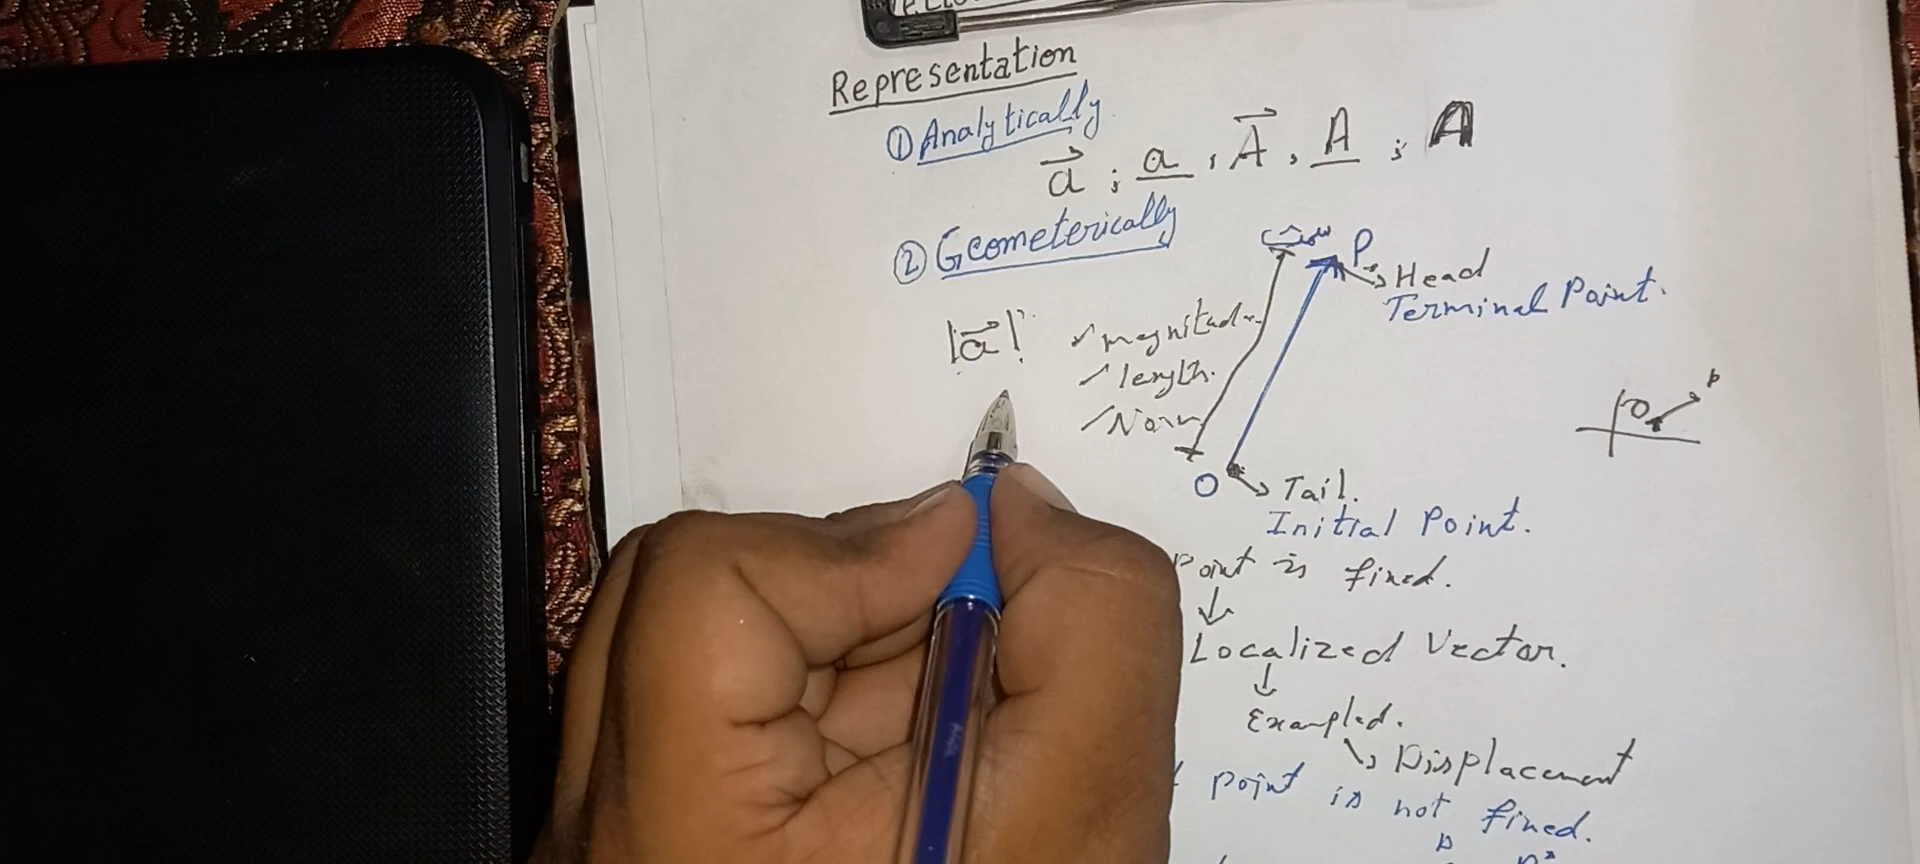 Representation
① Analytically
a⃗ ; a , A⃗ , A ; A
② Geometerically
سمت
P
Head
Terminal Point.
|a⃗|
magnitude
length.
Norm
O
Tail.
Initial Point.
Point is fixed.
↓
Localized Vector.
↓
Exampled.
↘ Displacement
point is not fixed.